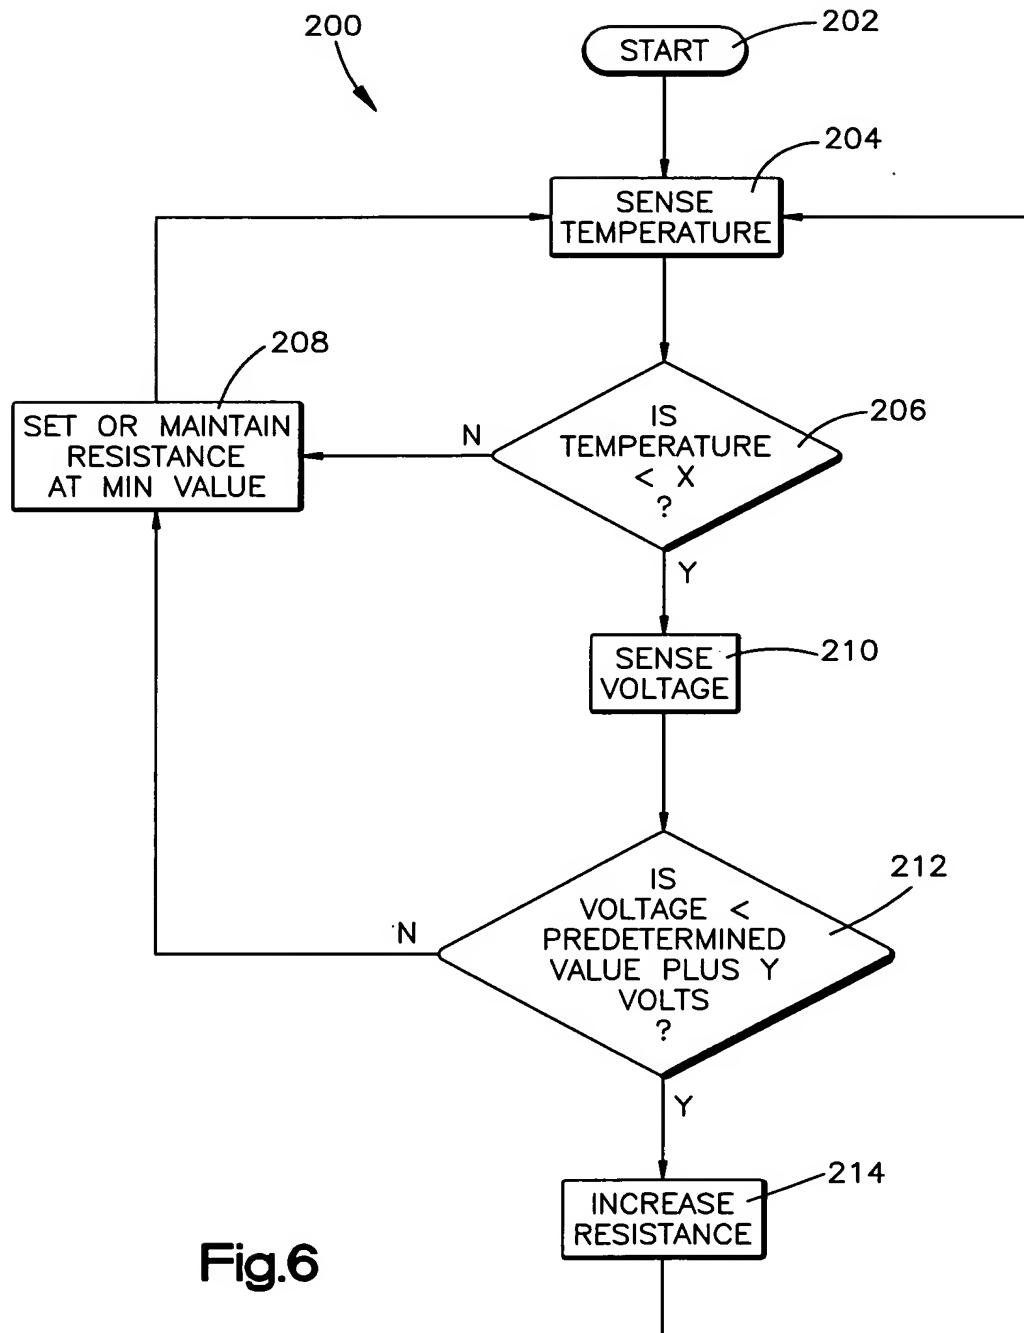 200
START
202
SENSE
TEMPERATURE
204
SET OR MAINTAIN
RESISTANCE
AT MIN VALUE
208
N
IS
TEMPERATURE
< X
?
206
Y
SENSE
VOLTAGE
210
N
IS
VOLTAGE <
PREDETERMINED
VALUE PLUS Y
VOLTS
?
212
Y
INCREASE
RESISTANCE
214
Fig.6